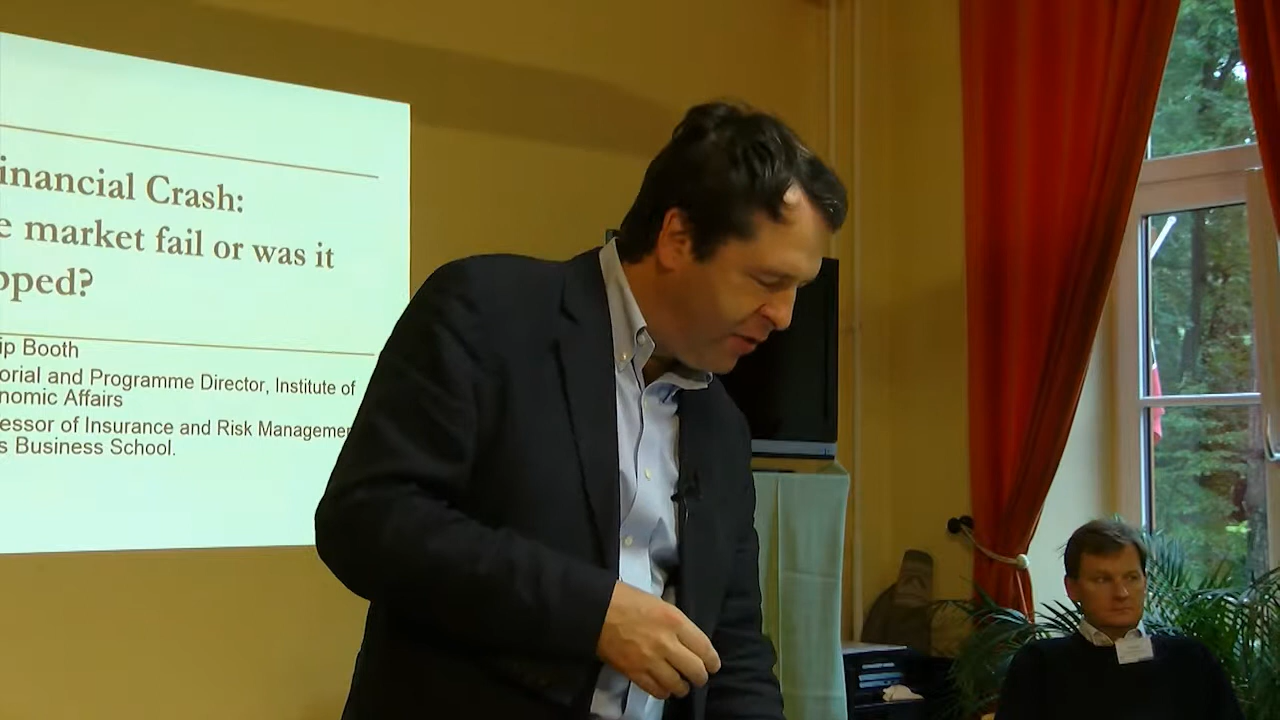 inancial Crash:
e market fail or was it
pped?
ip Booth
orial and Programme Director, Institute of
nomic Affairs
essor of Insurance and Risk Managemen
s Business School.